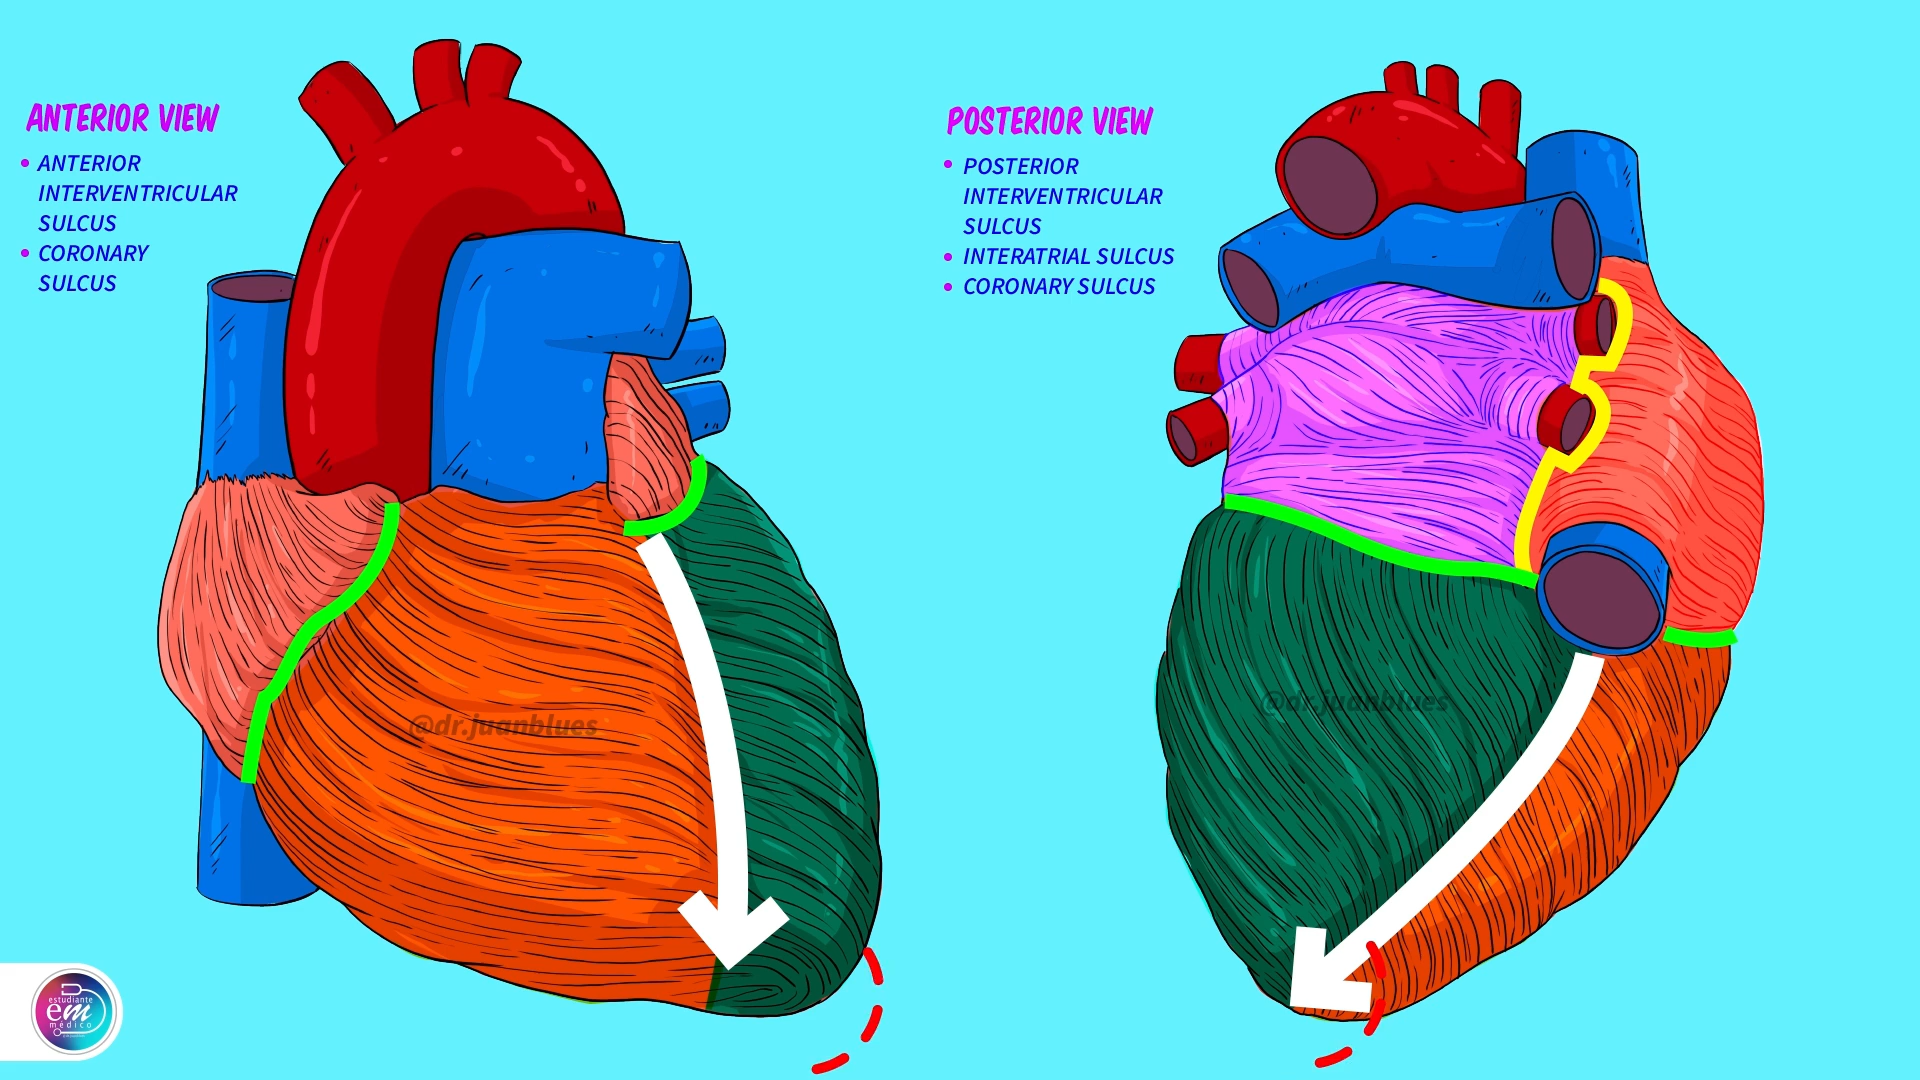 ANTERIOR VIEW
• ANTERIOR
INTERVENTRICULAR
SULCUS
• CORONARY
SULCUS
POSTERIOR VIEW
• POSTERIOR
INTERVENTRICULAR
SULCUS
• INTERATRIAL SULCUS
• CORONARY SULCUS
@dr.juanblues
@dr.juanblues
estudiante
em
médico